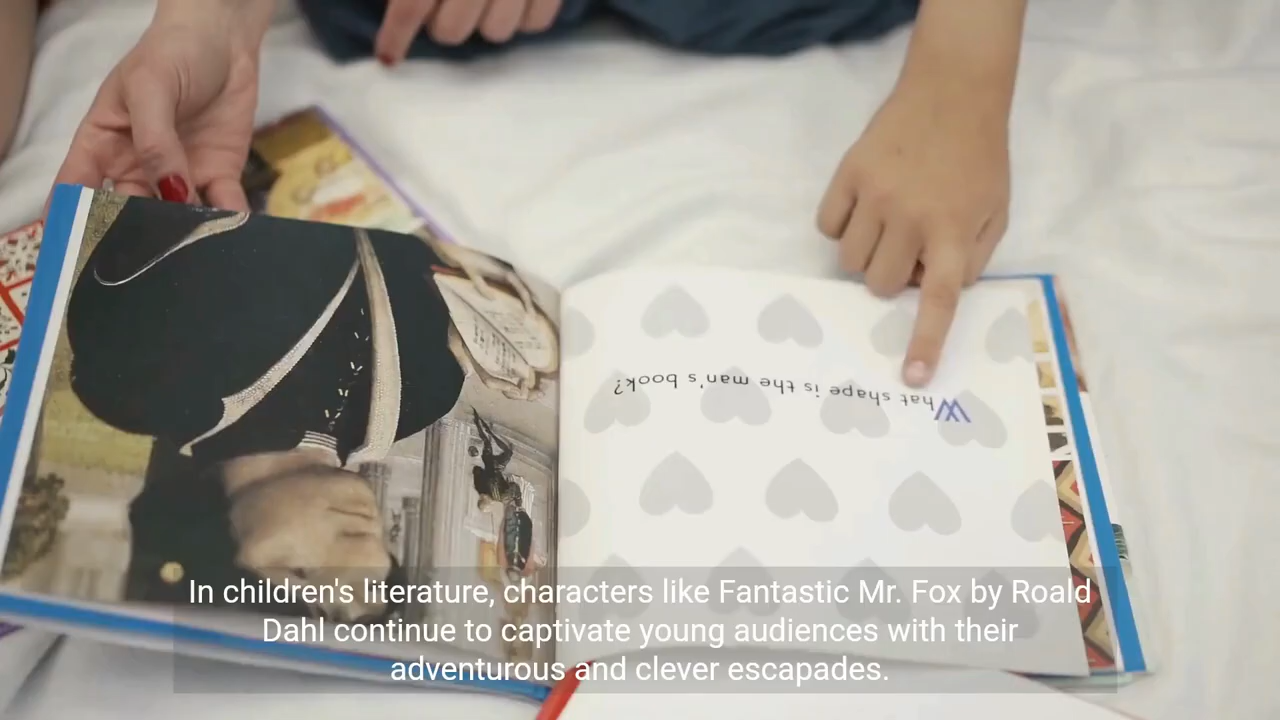 What shape is the man's book?
In children's literature, characters like Fantastic Mr. Fox by Roald
Dahl continue to captivate young audiences with their
adventurous and clever escapades.